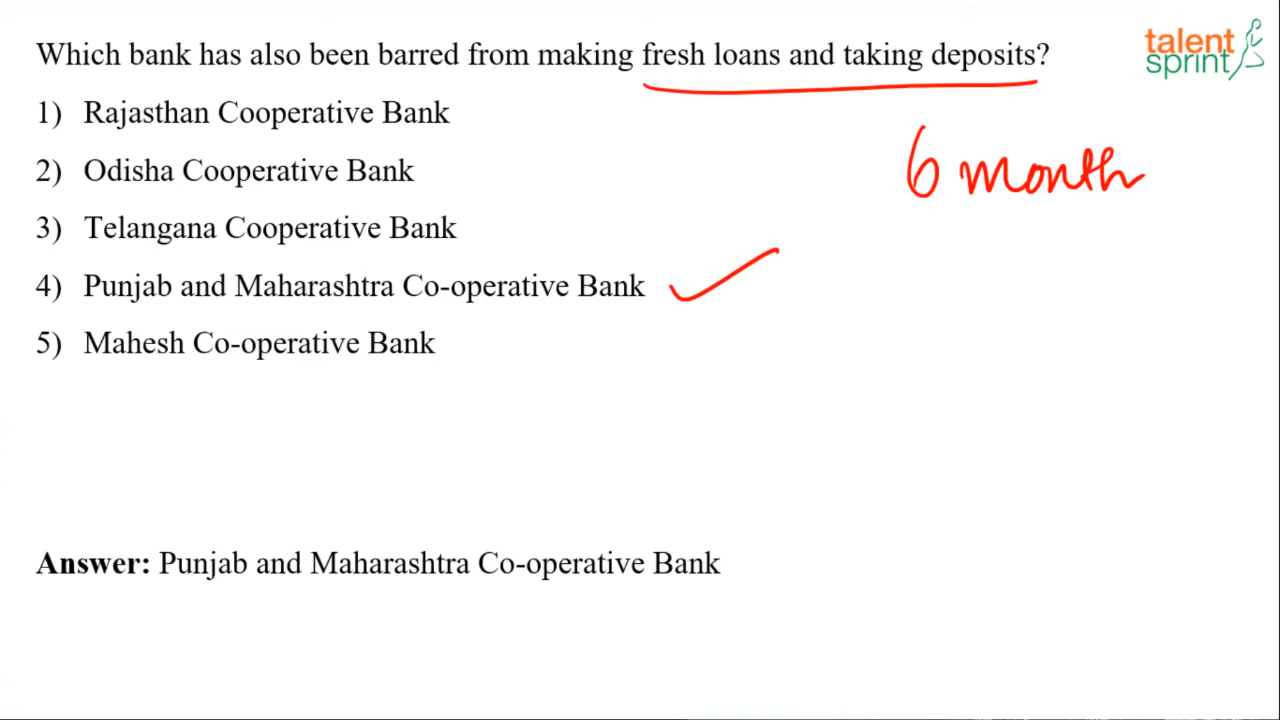 Which bank has also been barred from making fresh loans and taking deposits?
talent
sprint
1) Rajasthan Cooperative Bank
6 month
2) Odisha Cooperative Bank
3) Telangana Cooperative Bank
4) Punjab and Maharashtra Co-operative Bank
5) Mahesh Co-operative Bank
Answer: Punjab and Maharashtra Co-operative Bank